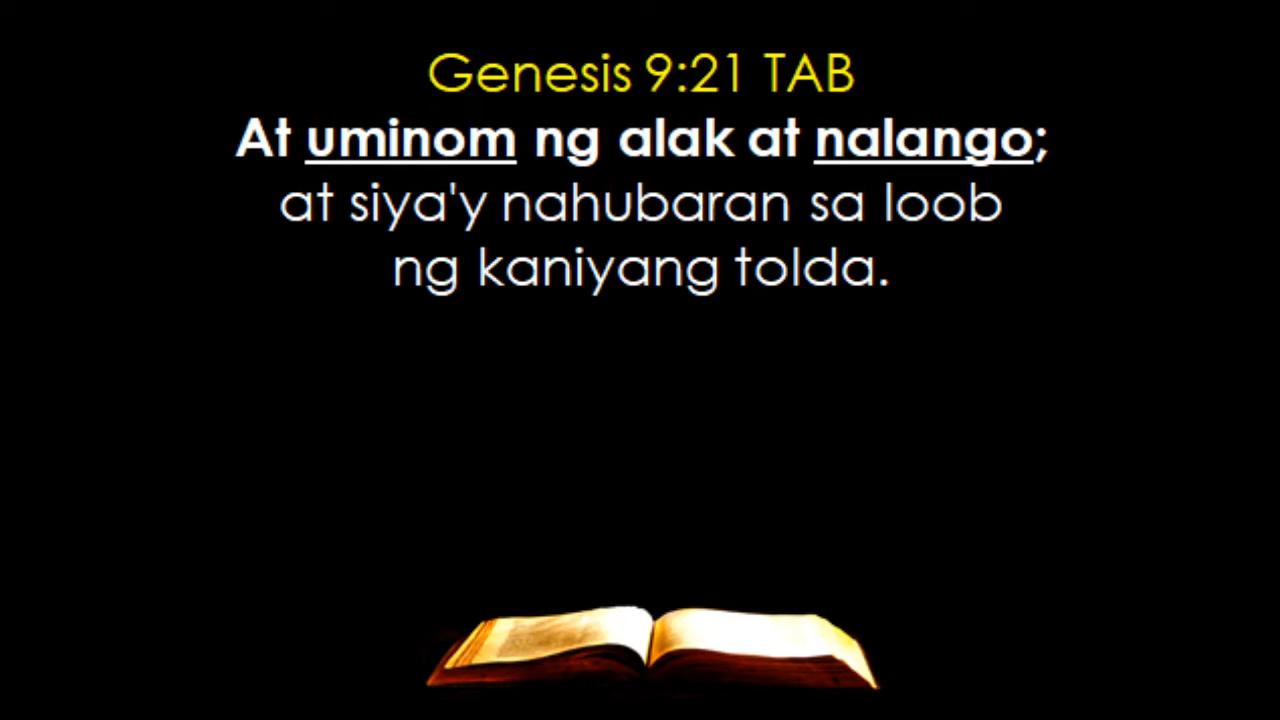 Genesis 9:21 TAB
At uminom ng alak at nalango;
at siya'y nahubaran sa loob
ng kaniyang tolda.